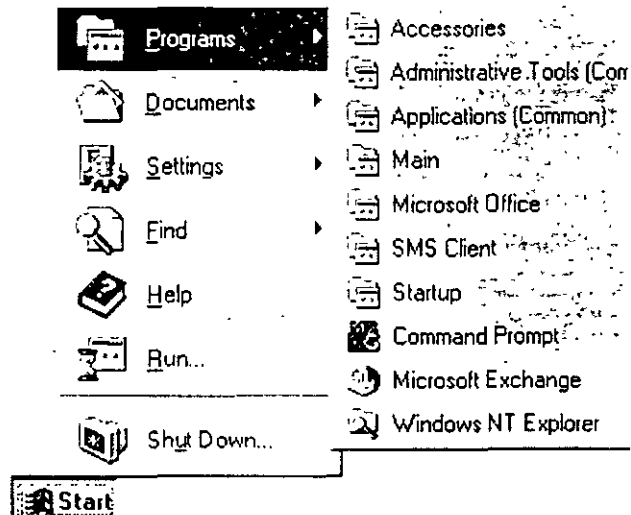 Programs
Documents
Settings
Find
Help
Run...
Shut Down...
Start
Accessories
Administrative Tools (Com
Applications (Common)
Main
Microsoft Office
SMS Client
Startup
Command Prompt
Microsoft Exchange
Windows NT Explorer